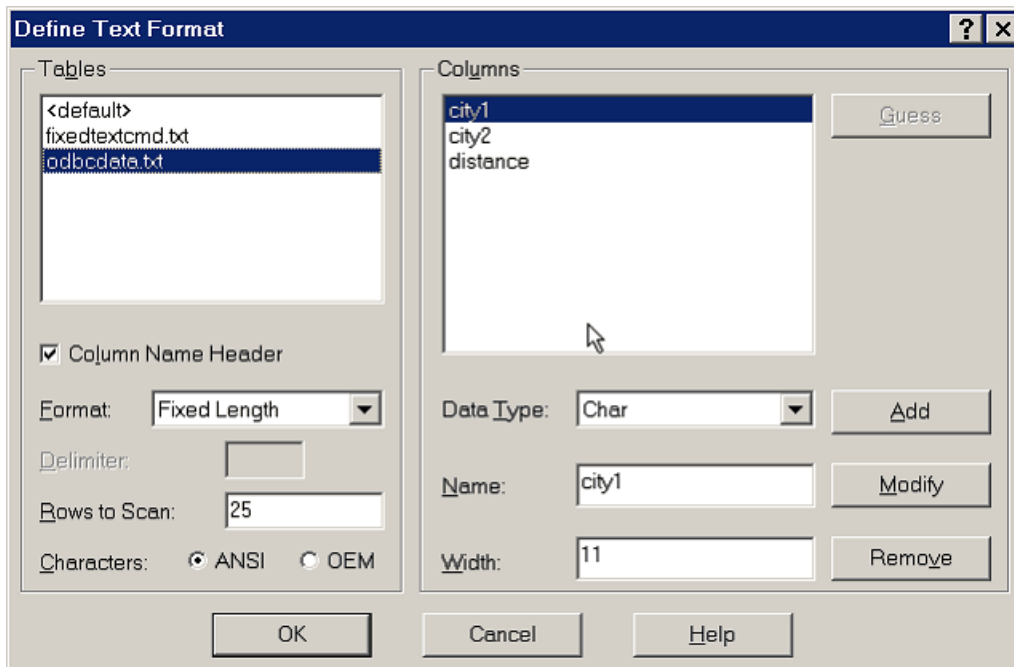 Define Text Format
Tables
<default>
fixedtextcmd.txt
odbcdata.txt
Column Name Header
Format: Fixed Length
Delimiter:
Rows to Scan: 25
Characters: ANSI OEM
Columns
city1
city2
distance
Guess
Data Type: Char
Add
Name: city1
Modify
Width: 11
Remove
OK Cancel Help